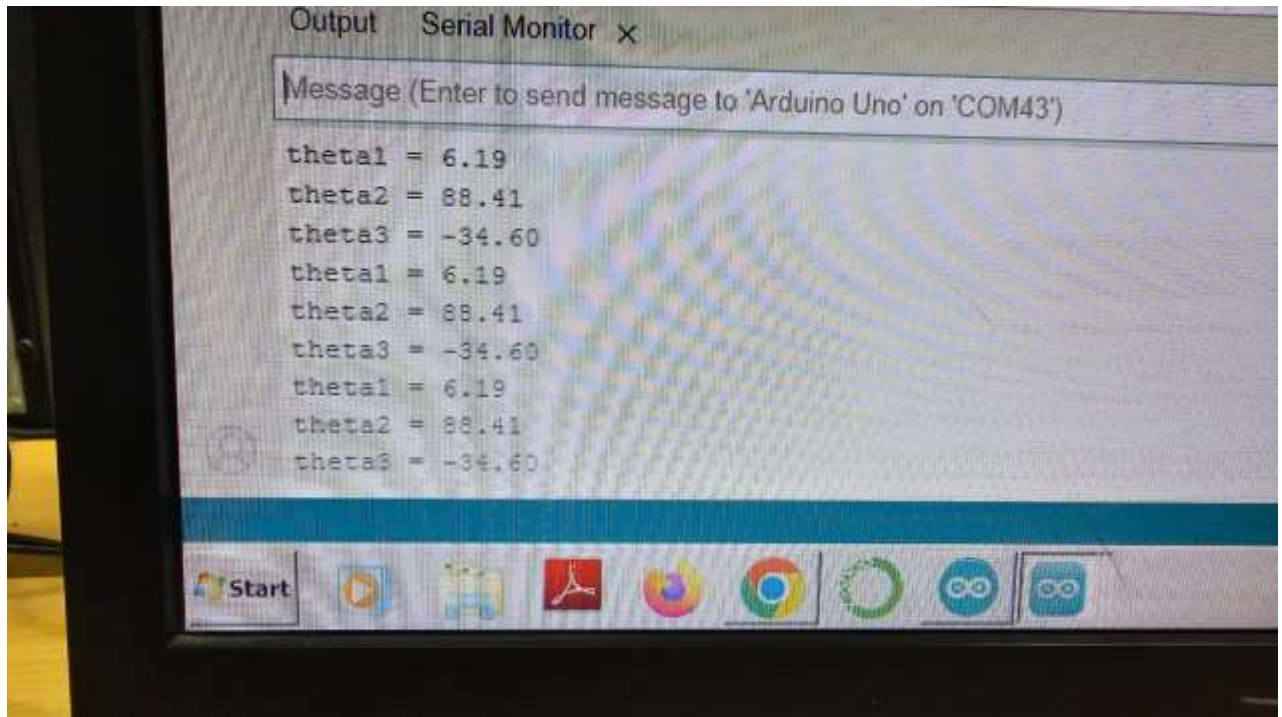 Output Serial Monitor ×
Message (Enter to send message to 'Arduino Uno' on 'COM43')
theta1 = 6.19
theta2 = 88.41
theta3 = -34.60
theta1 = 6.19
theta2 = 88.41
theta3 = -34.60
theta1 = 6.19
theta2 = 88.41
theta3 = -34.60
Start